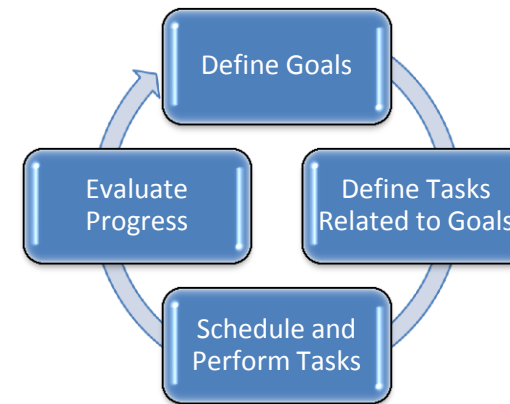 Define Goals
Define Tasks
Related to Goals
Schedule and
Perform Tasks
Evaluate
Progress